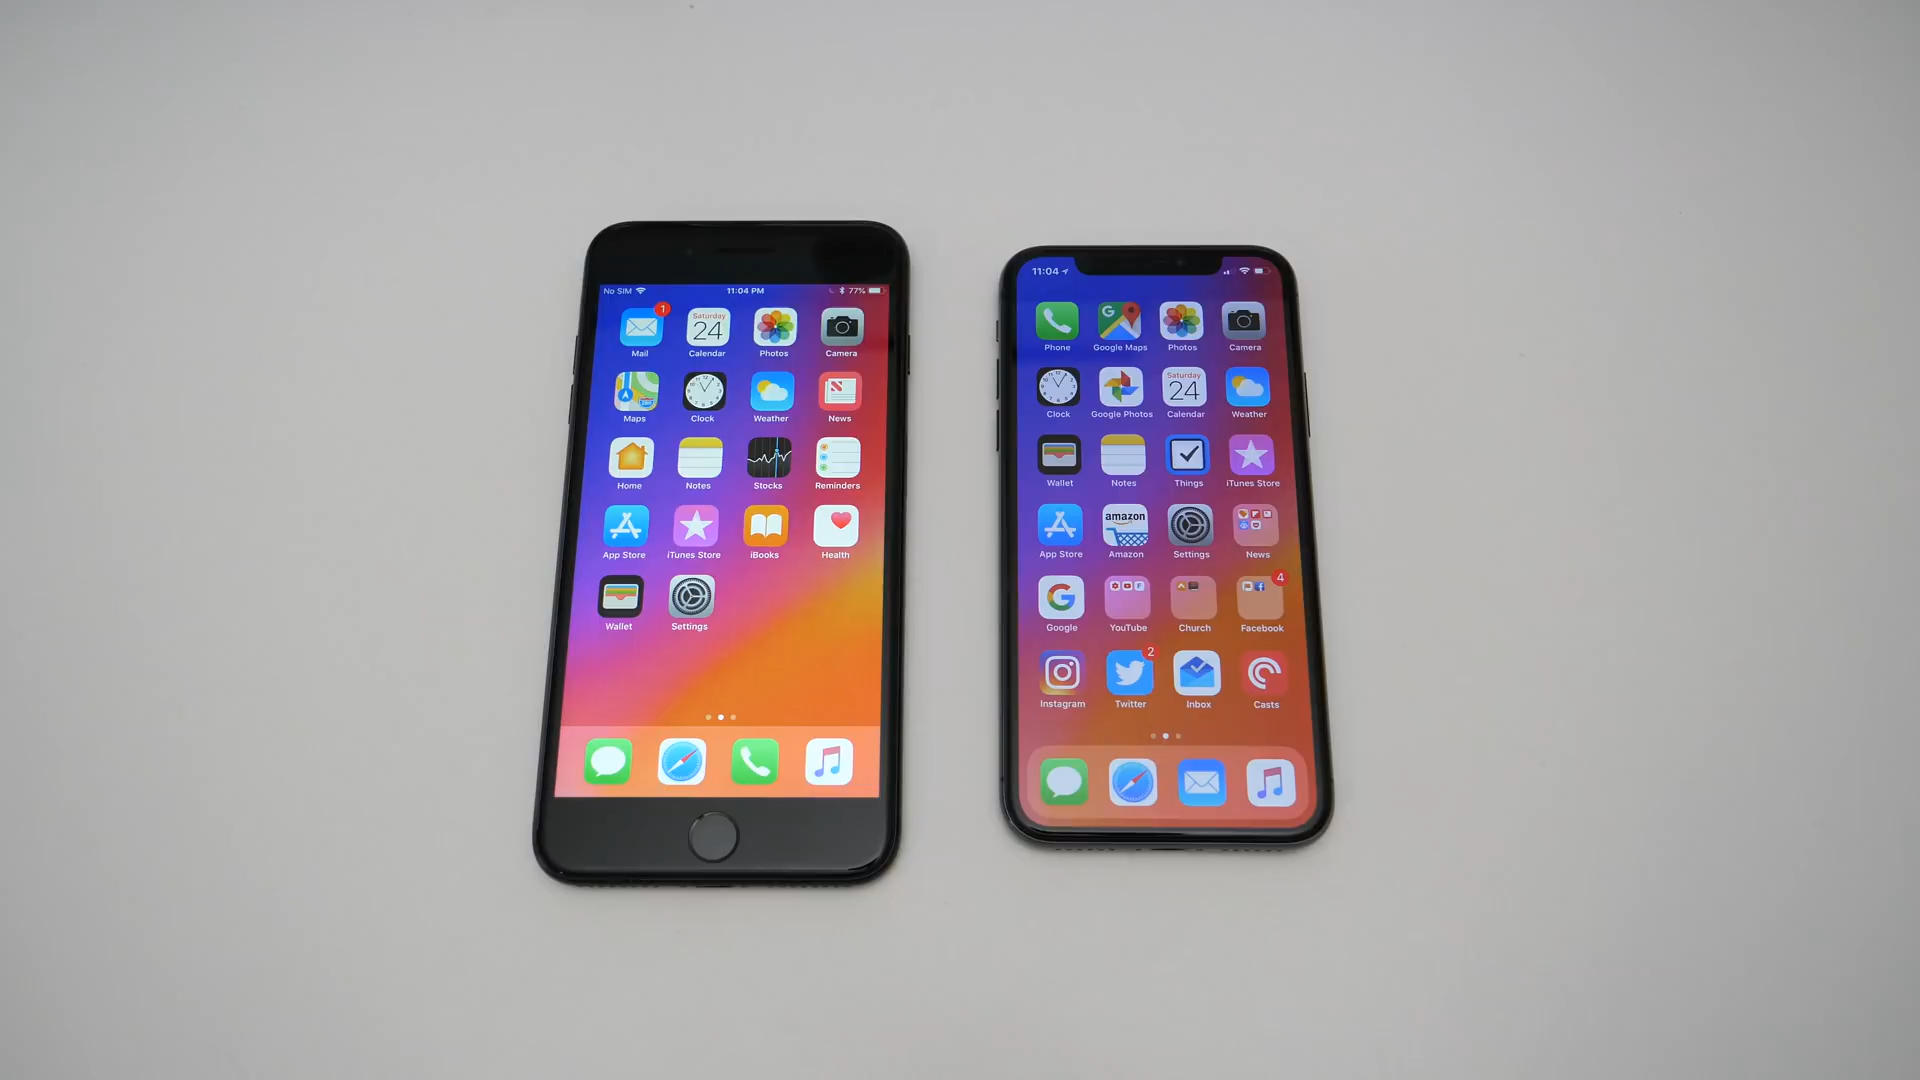 No SIM 11:04 PM 77%
1
Saturday
24
Mail Calendar Photos Camera
Maps Clock Weather News
Home Notes Stocks Reminders
App Store iTunes Store iBooks Health
Wallet Settings
11:04
G
Phone Google Maps Photos Camera
Saturday
24
Clock Google Photos Calendar Weather
Wallet Notes Things iTunes Store
amazon
App Store Amazon Settings News
4
G
Google YouTube Church Facebook
2
Instagram Twitter Inbox Casts